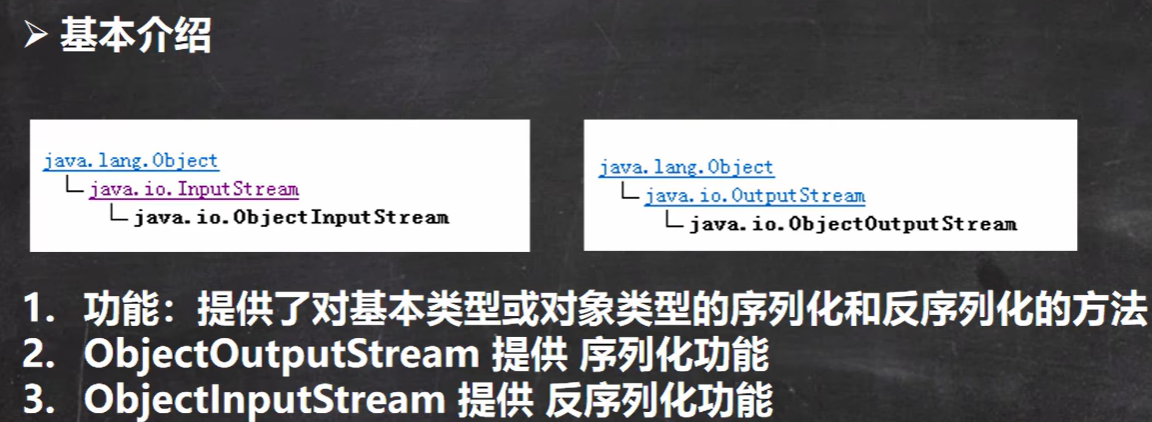 基本介绍
java.lang.Object
java.io.InputStream
java.io.ObjectInputStream
java.lang.Object
java.io.OutputStream
java.io.ObjectOutputStream
1. 功能：提供了对基本类型或对象类型的序列化和反序列化的方法
2. ObjectOutputStream 提供 序列化功能
3. ObjectInputStream 提供 反序列化功能